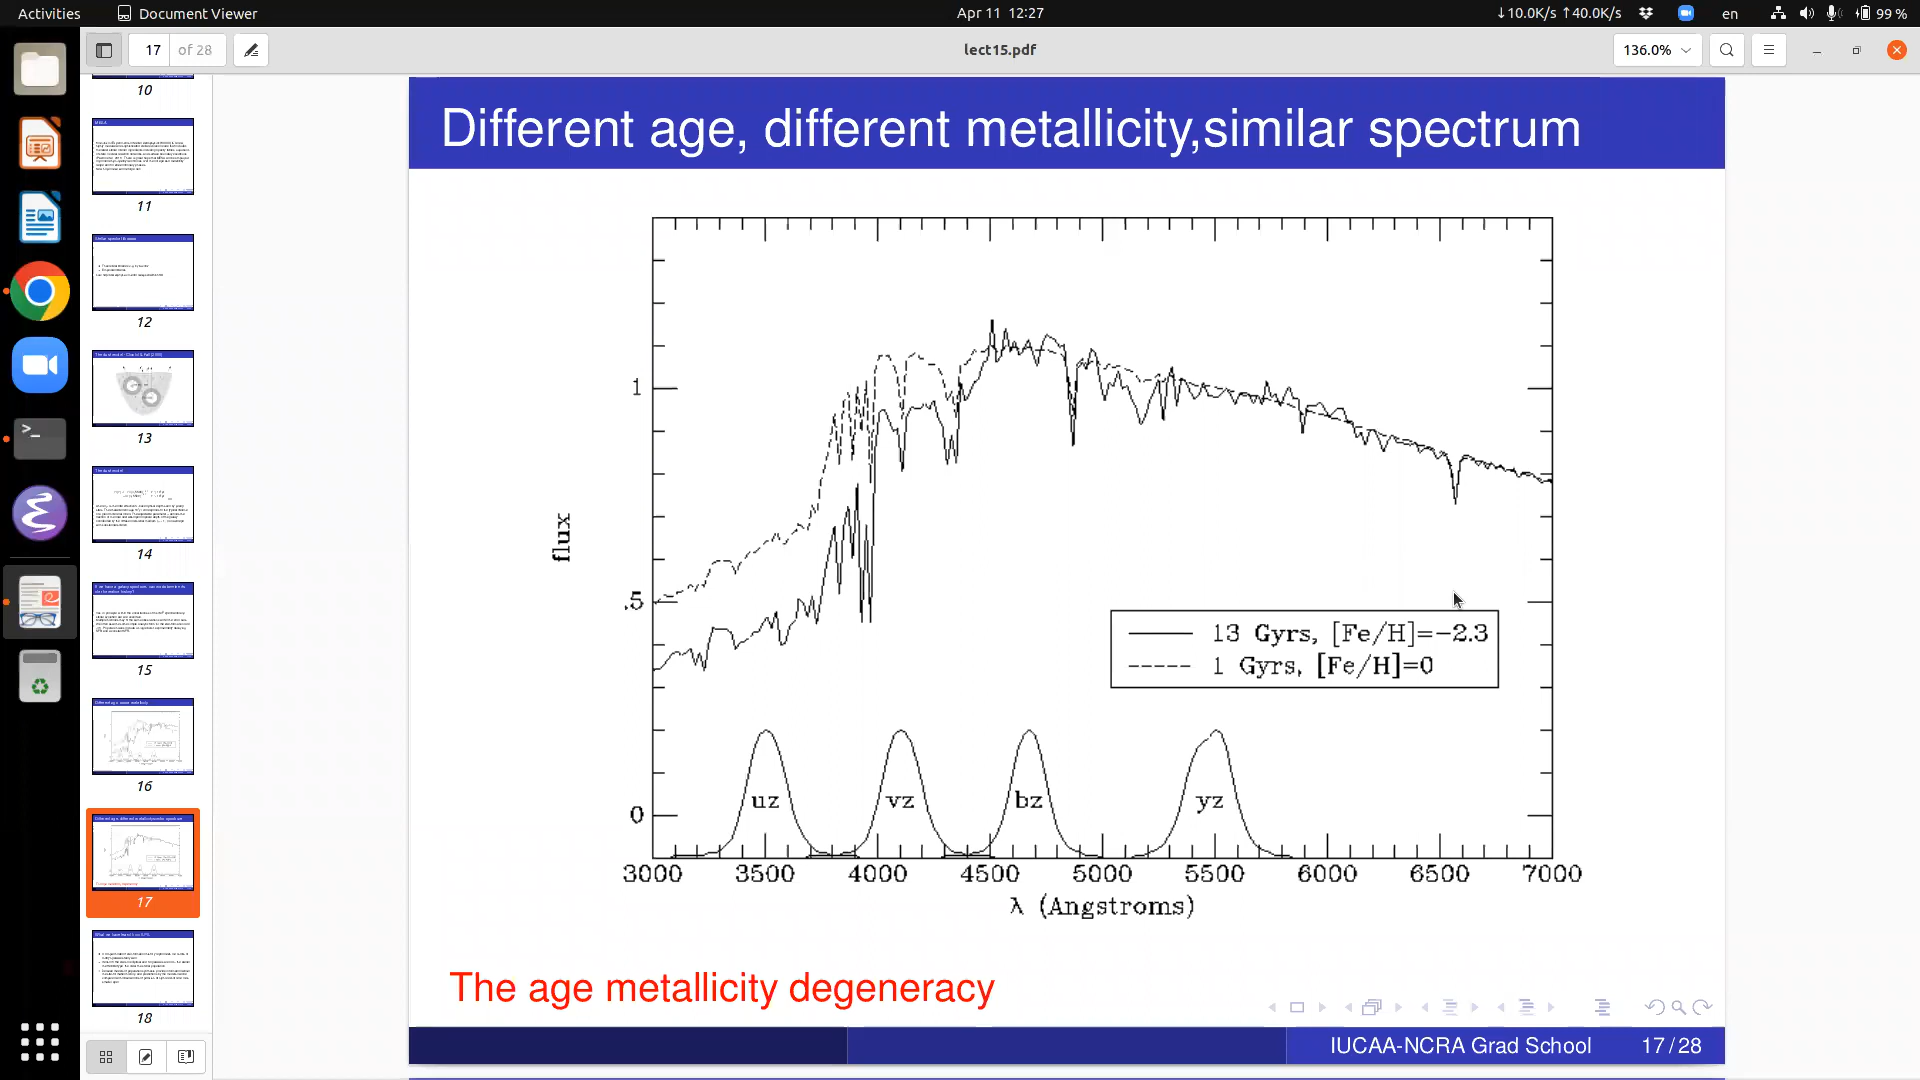 Activities
Document Viewer
Apr 11 12:27
↓10.0K/s ↑40.0K/s
en
99 %
17 of 28
lect15.pdf
136.0%
10
11
12
13
14
15
16
17
18
Different age, different metallicity,similar spectrum
1
.5
0
flux
13 Gyrs, [Fe/H]=−2.3
1 Gyrs, [Fe/H]=0
uz vz bz yz
3000 3500 4000 4500 5000 5500 6000 6500 7000
λ (Angstroms)
The age metallicity degeneracy
IUCAA-NCRA Grad School 17/28